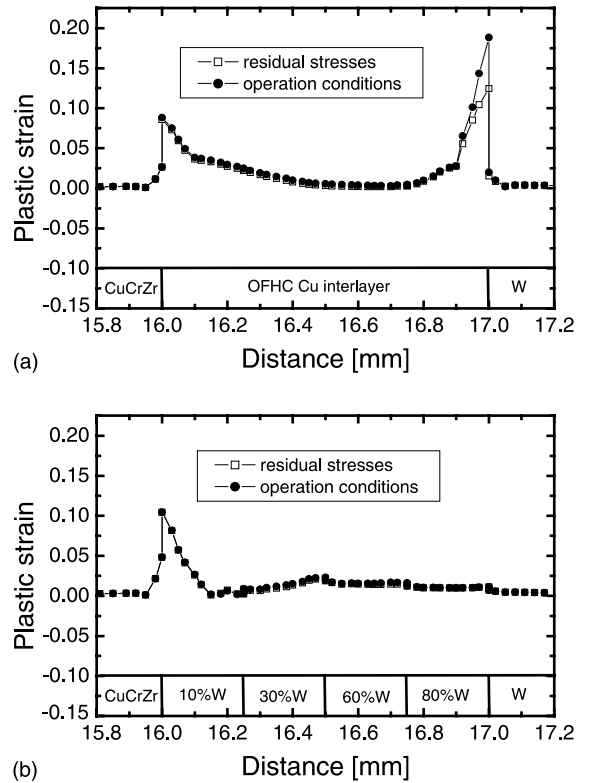 0.20
residual stresses
operation conditions
0.15
0.10
Plastic strain
0.05
0.00
-0.05
-0.10
CuCrZr OFHC Cu interlayer W
-0.15
15.8 16.0 16.2 16.4 16.6 16.8 17.0 17.2
(a) Distance [mm]
0.20
residual stresses
operation conditions
0.15
0.10
Plastic strain
0.05
0.00
-0.05
-0.10
CuCrZr 10%W 30%W 60%W 80%W W
-0.15
15.8 16.0 16.2 16.4 16.6 16.8 17.0 17.2
Distance [mm]
(b)